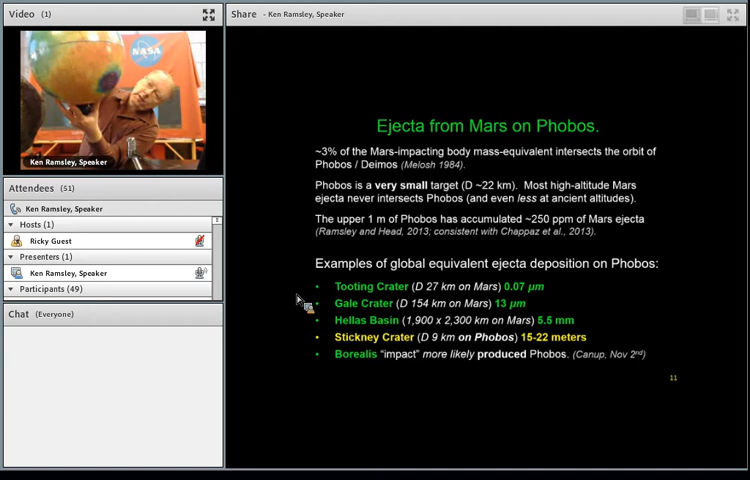 Video (1)
NASA
Ken Ramsley, Speaker
Attendees (51)
Ken Ramsley, Speaker
Hosts (1)
Ricky Guest
Presenters (1)
Ken Ramsley, Speaker
Participants (49)
Chat (Everyone)
Share - Ken Ramsley, Speaker
Ejecta from Mars on Phobos.
~3% of the Mars-impacting body mass-equivalent intersects the orbit of
Phobos / Deimos (Melosh 1984).
Phobos is a very small target (D ~22 km). Most high-altitude Mars
ejecta never intersects Phobos (and even less at ancient altitudes).
The upper 1 m of Phobos has accumulated ~250 ppm of Mars ejecta
(Ramsley and Head, 2013; consistent with Chappaz et al., 2013).
Examples of global equivalent ejecta deposition on Phobos:
• Tooting Crater (D 27 km on Mars) 0.07 μm
• Gale Crater (D 154 km on Mars) 13 μm
• Hellas Basin (1,900 x 2,300 km on Mars) 5.5 mm
• Stickney Crater (D 9 km on Phobos) 15-22 meters
• Borealis “impact” more likely produced Phobos. (Canup, Nov 2nd)
11